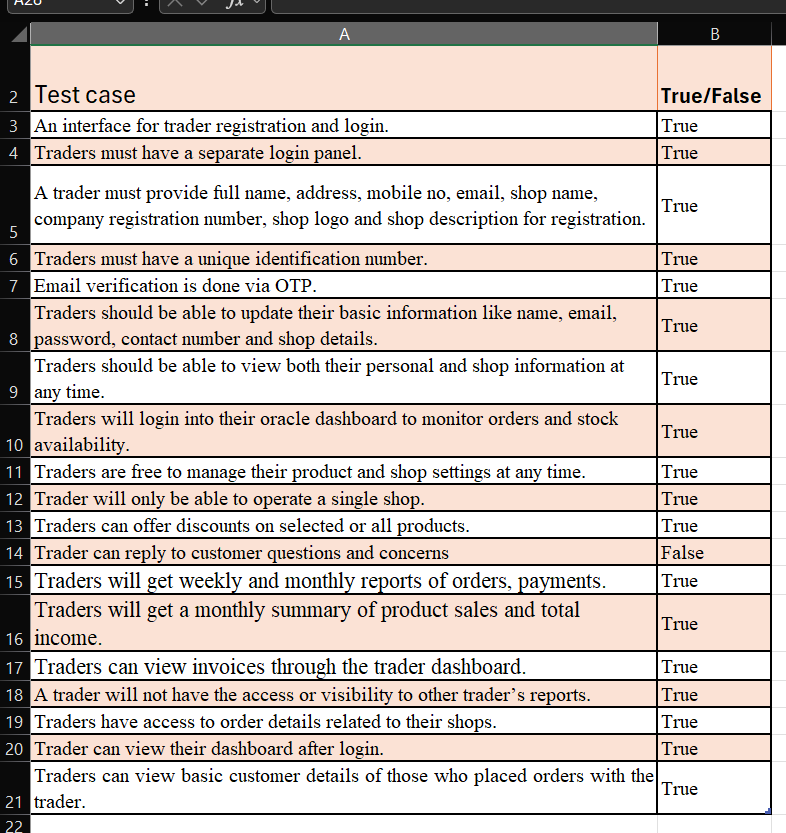 A20
fx
A B
2 Test case True/False
3 An interface for trader registration and login. True
4 Traders must have a separate login panel. True
A trader must provide full name, address, mobile no, email, shop name,
5 company registration number, shop logo and shop description for registration. True
6 Traders must have a unique identification number. True
7 Email verification is done via OTP. True
Traders should be able to update their basic information like name, email,
8 password, contact number and shop details. True
Traders should be able to view both their personal and shop information at
9 any time. True
Traders will login into their oracle dashboard to monitor orders and stock
10 availability. True
11 Traders are free to manage their product and shop settings at any time. True
12 Trader will only be able to operate a single shop. True
13 Traders can offer discounts on selected or all products. True
14 Trader can reply to customer questions and concerns False
15 Traders will get weekly and monthly reports of orders, payments. True
Traders will get a monthly summary of product sales and total
16 income. True
17 Traders can view invoices through the trader dashboard. True
18 A trader will not have the access or visibility to other trader’s reports. True
19 Traders have access to order details related to their shops. True
20 Trader can view their dashboard after login. True
Traders can view basic customer details of those who placed orders with the
21 trader. True
22